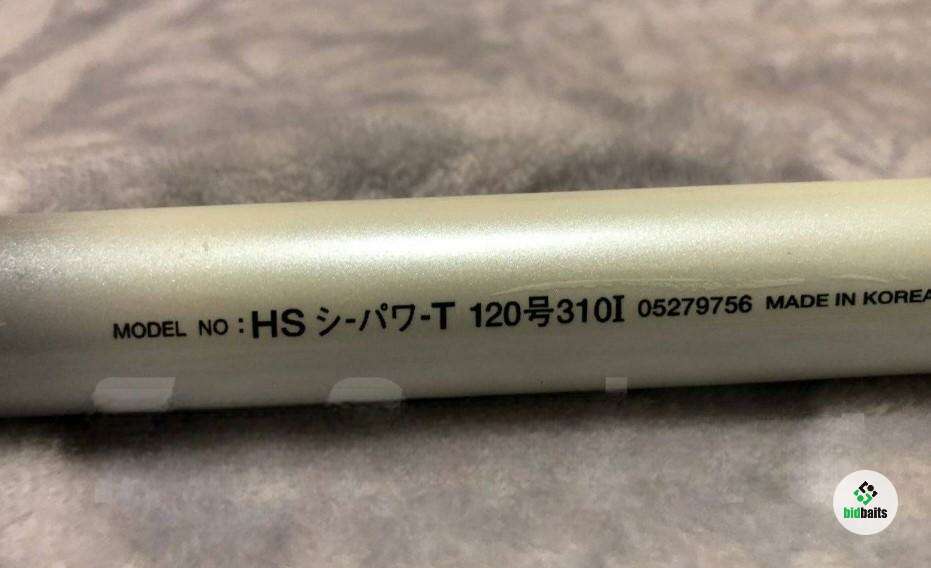 MODEL NO : HS シ-パワ-T 120号310I 05279756 MADE IN KOREA
bidbaits